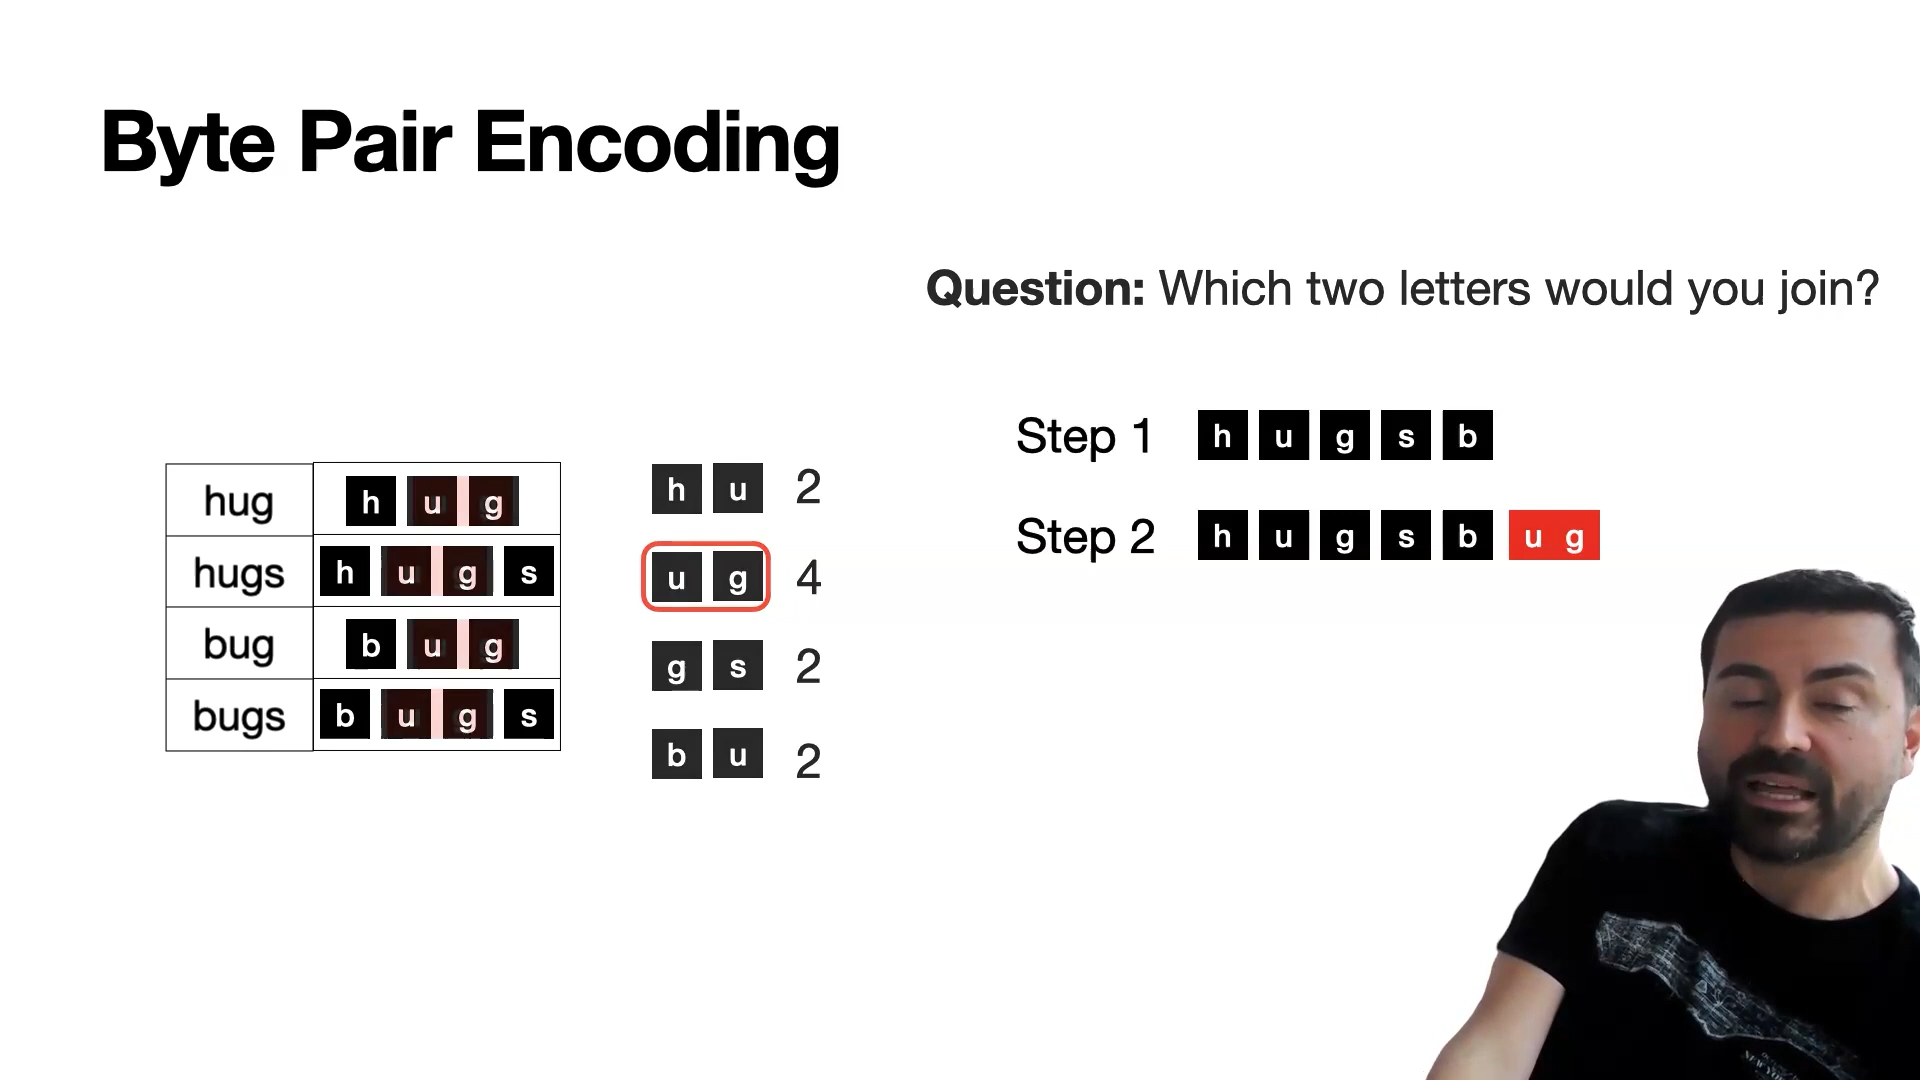 Byte Pair Encoding
Question: Which two letters would you join?
Step 1 h u g s b
Step 2 h u g s b u g
hug h u g
hugs h u g s
bug b u g
bugs b u g s
h u 2
u g 4
g s 2
b u 2